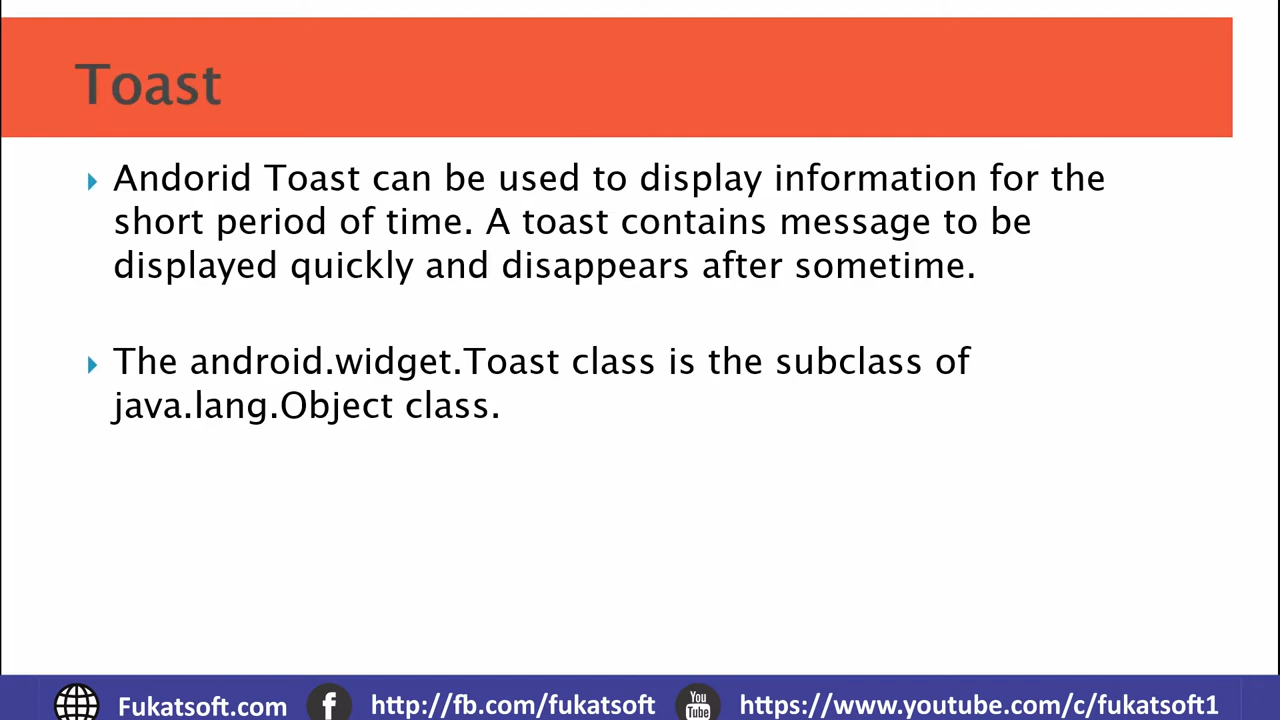 Toast
Andorid Toast can be used to display information for the
short period of time. A toast contains message to be
displayed quickly and disappears after sometime.
The android.widget.Toast class is the subclass of
java.lang.Object class.
Fukatsoft.com f http://fb.com/fukatsoft You Tube https://www.youtube.com/c/fukatsoft1